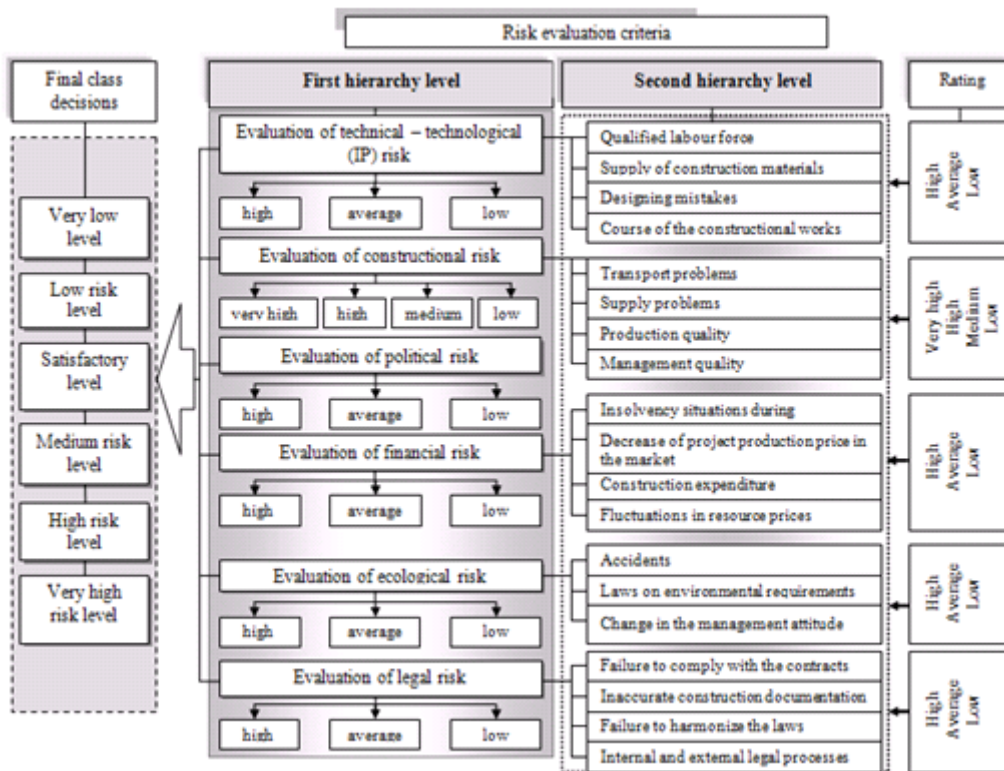 Risk evaluation criteria
Final class
decisions
First hierarchy level
Second hierarchy level
Rating
Very low
level
Low risk
level
Satisfactory
level
Medium risk
level
High risk
level
Very high
risk level
Evaluation of technical – technological
(IP) risk
high
average
low
Evaluation of constructional risk
very high
high
medium
low
Evaluation of political risk
high
average
low
Evaluation of financial risk
high
average
low
Evaluation of ecological risk
high
average
low
Evaluation of legal risk
high
average
low
Qualified labour force
Supply of construction materials
Designing mistakes
Course of the constructional works
Transport problems
Supply problems
Production quality
Management quality
Insolvency situations during
Decrease of project production price in
the market
Construction expenditure
Fluctuations in resource prices
Accidents
Laws on environmental requirements
Change in the management attitude
Failure to comply with the contracts
Inaccurate construction documentation
Failure to harmonize the laws
Internal and external legal processes
High
Average
Low
Very high
High
Medium
Low
High
Average
Low
High
Average
Low
High
Average
Low